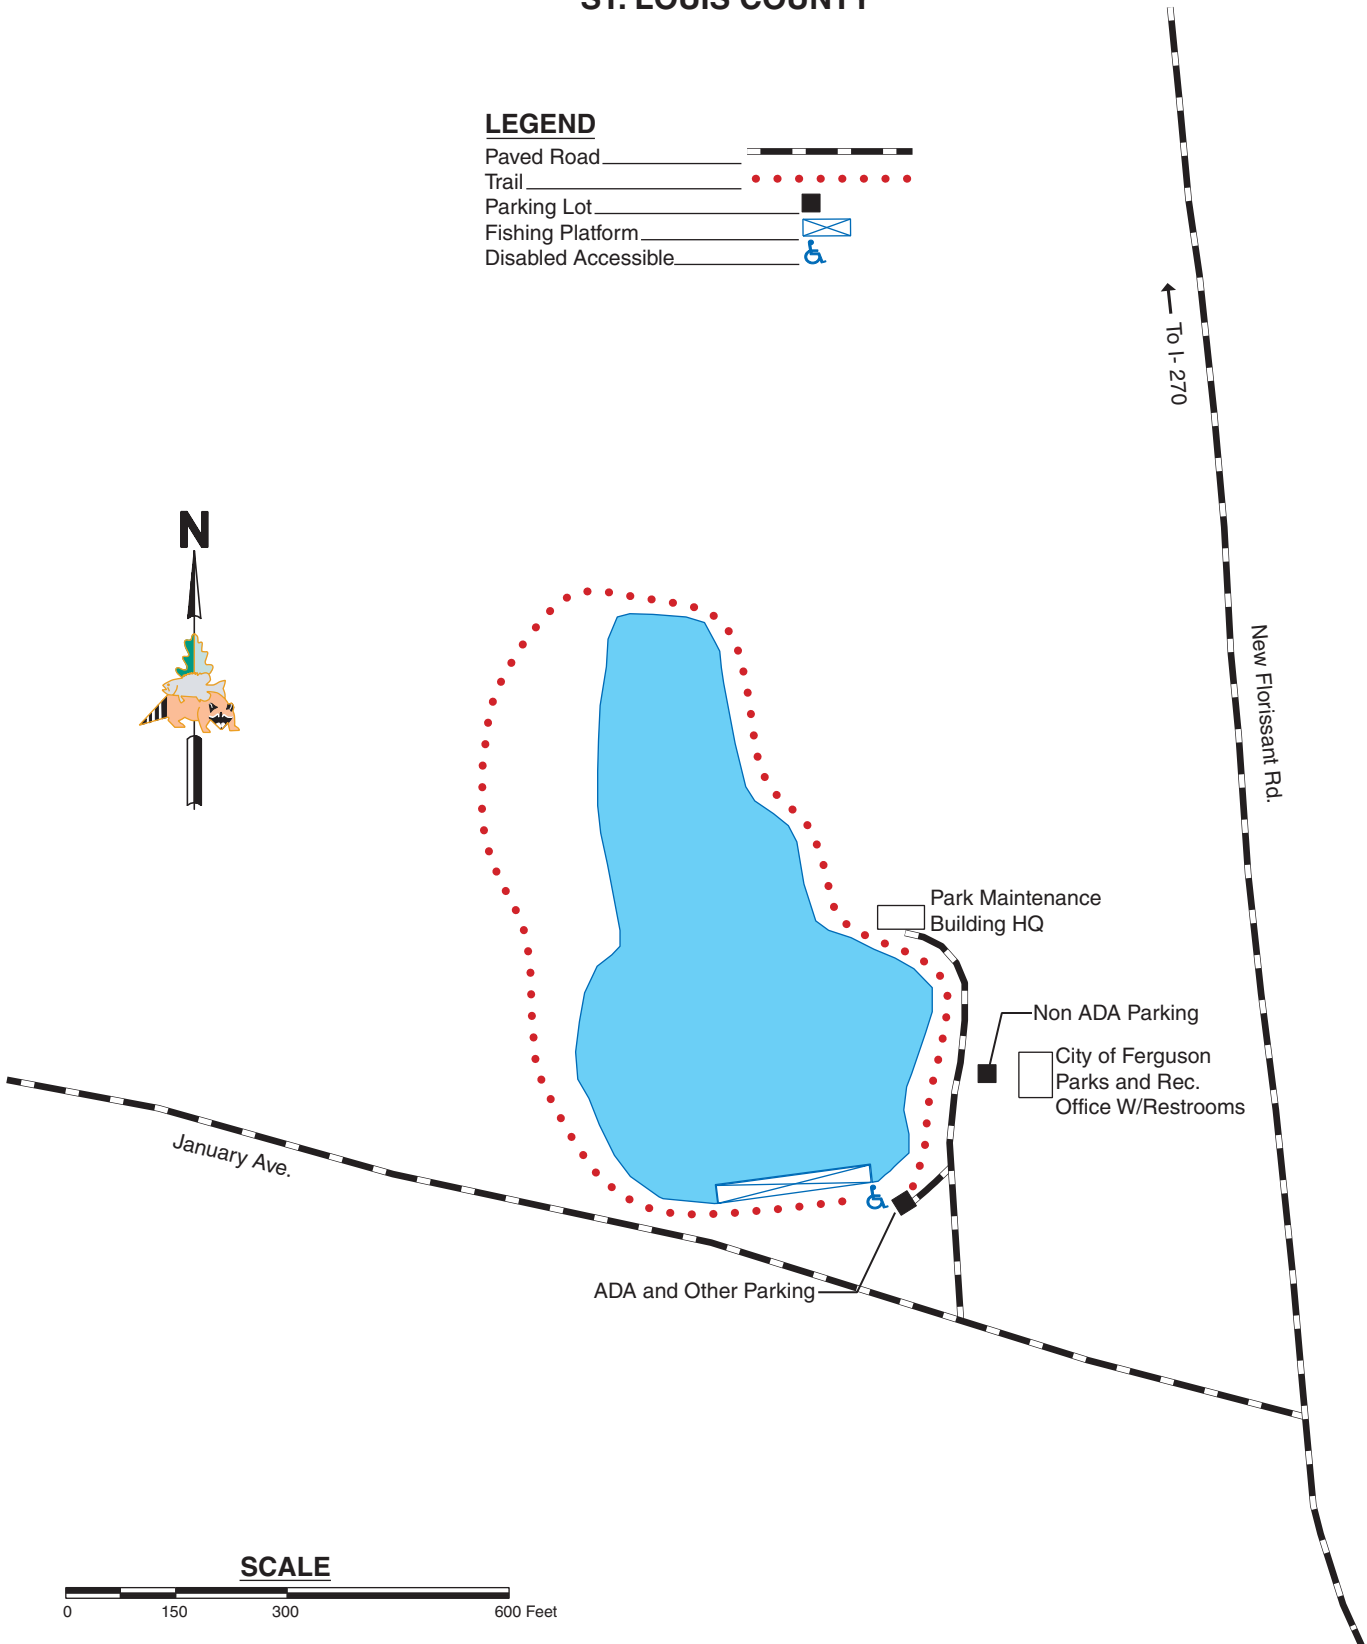 ST. LOUIS COUNTY
LEGEND
Paved Road
Trail
Parking Lot
Fishing Platform
Disabled Accessible
To I- 270
N
New Florissant Rd.
Park Maintenance
Building HQ
Non ADA Parking
City of Ferguson
Parks and Rec.
Office W/Restrooms
January Ave.
ADA and Other Parking
SCALE
0 150 300 600 Feet